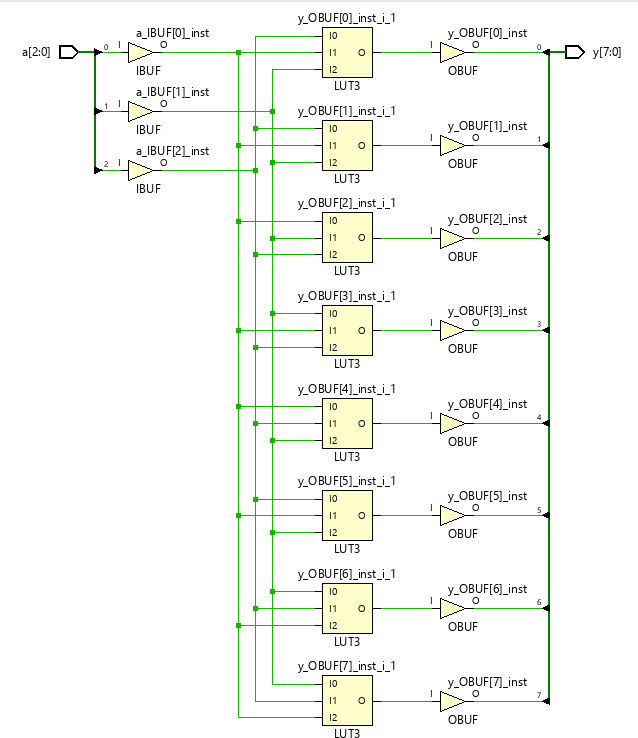 y_OBUF[0]_inst_i_1
a_IBUF[0]_inst
y_OBUF[0]_inst
a[2:0]
0
I
O
IBUF
I0
I1
I2
O
LUT3
I
O
OBUF
0
y[7:0]
a_IBUF[1]_inst
1
I
O
IBUF
y_OBUF[1]_inst_i_1
I0
I1
I2
O
LUT3
y_OBUF[1]_inst
I
O
OBUF
1
a_IBUF[2]_inst
2
I
O
IBUF
y_OBUF[2]_inst_i_1
I0
I1
I2
O
LUT3
y_OBUF[2]_inst
I
O
OBUF
2
y_OBUF[3]_inst_i_1
I0
I1
I2
O
LUT3
y_OBUF[3]_inst
I
O
OBUF
3
y_OBUF[4]_inst_i_1
I0
I1
I2
O
LUT3
y_OBUF[4]_inst
I
O
OBUF
4
y_OBUF[5]_inst_i_1
I0
I1
I2
O
LUT3
y_OBUF[5]_inst
I
O
OBUF
5
y_OBUF[6]_inst_i_1
I0
I1
I2
O
LUT3
y_OBUF[6]_inst
I
O
OBUF
6
y_OBUF[7]_inst_i_1
I0
I1
I2
O
LUT3
y_OBUF[7]_inst
I
O
OBUF
7